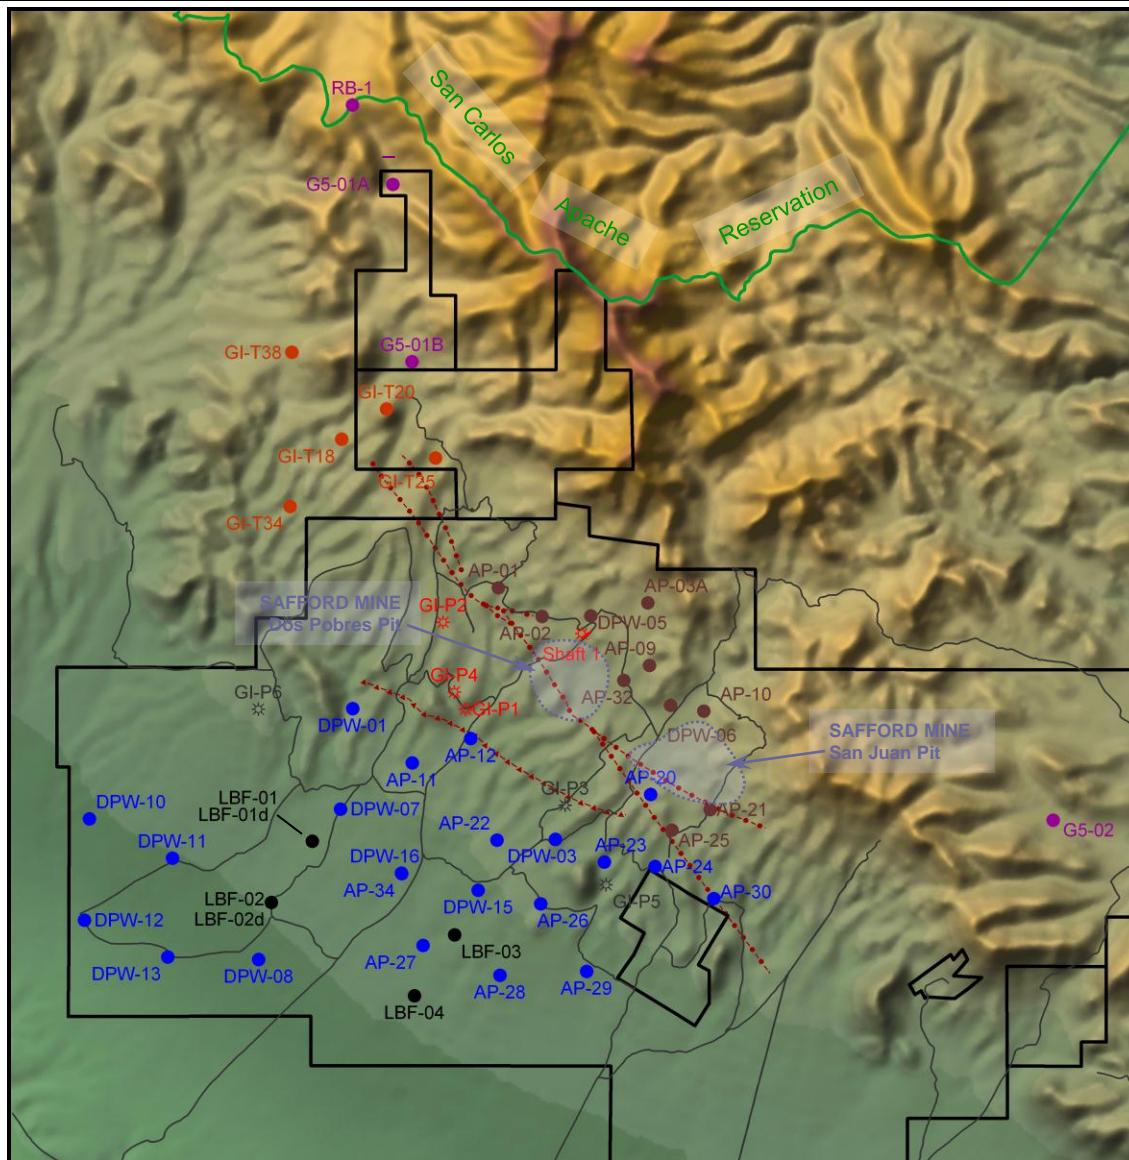 RB-1
San Carlos
Apache
Reservation
G5-01A
G5-01B
GI-T38
GI-T20
GI-T18
GI-T25
GI-T34
AP-01
AP-03A
SAFFORD MINE
Dos Pobres Pit
GI-P2
AP-02
DPW-05
Shaft 1
AP-09
GI-P4
GI-P6
GI-P1
AP-32
AP-10
DPW-01
DPW-06
SAFFORD MINE
San Juan Pit
AP-12
AP-11
AP-20
GI-P3
DPW-10
LBF-01
LBF-01d
DPW-07
AP-21
G5-02
AP-22
DPW-11
DPW-03
AP-23
AP-25
DPW-16
AP-34
AP-24
LBF-02
LBF-02d
DPW-15
GI-P5
AP-30
DPW-12
AP-26
LBF-03
DPW-13
DPW-08
AP-27
AP-28
AP-29
LBF-04